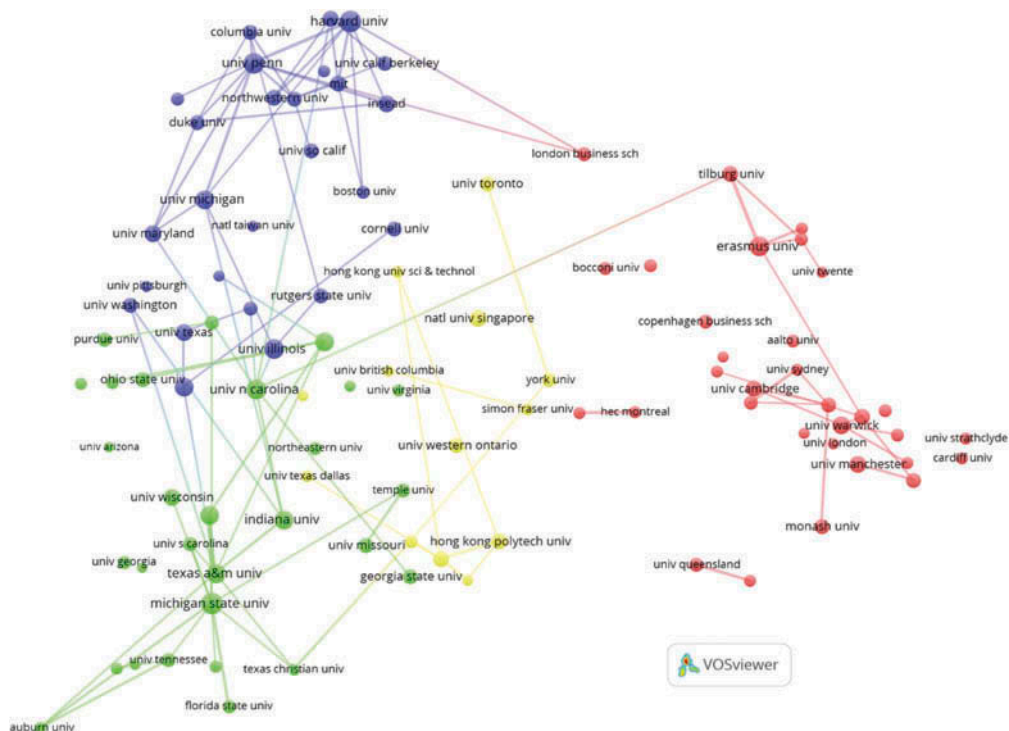 harvard univ
columbia univ
univ penn
univ calif berkeley
mit
northwestern univ
insead
duke univ
univ so calif
london business sch
tilburg univ
univ toronto
boston univ
univ michigan
natl taiwan univ
cornell univ
univ maryland
erasmus univ
bocconi univ
univ twente
hong kong univ sci & technol
univ pittsburgh
rutgers state univ
univ washington
natl univ singapore
copenhagen business sch
univ texas
purdue univ
aalto univ
univ illinois
univ british columbia
univ sydney
ohio state univ
univ n carolina
univ virginia
york univ
univ cambridge
simon fraser univ
hec montreal
univ warwick
univ arizona
northeastern univ
univ western ontario
univ london
univ strathclyde
cardiff univ
univ manchester
univ texas dallas
univ wisconsin
temple univ
indiana univ
monash univ
univ s carolina
univ missouri
hong kong polytech univ
univ georgia
texas a&m univ
georgia state univ
univ queensland
michigan state univ
univ tennessee
texas christian univ
VOSviewer
florida state univ
auburn univ